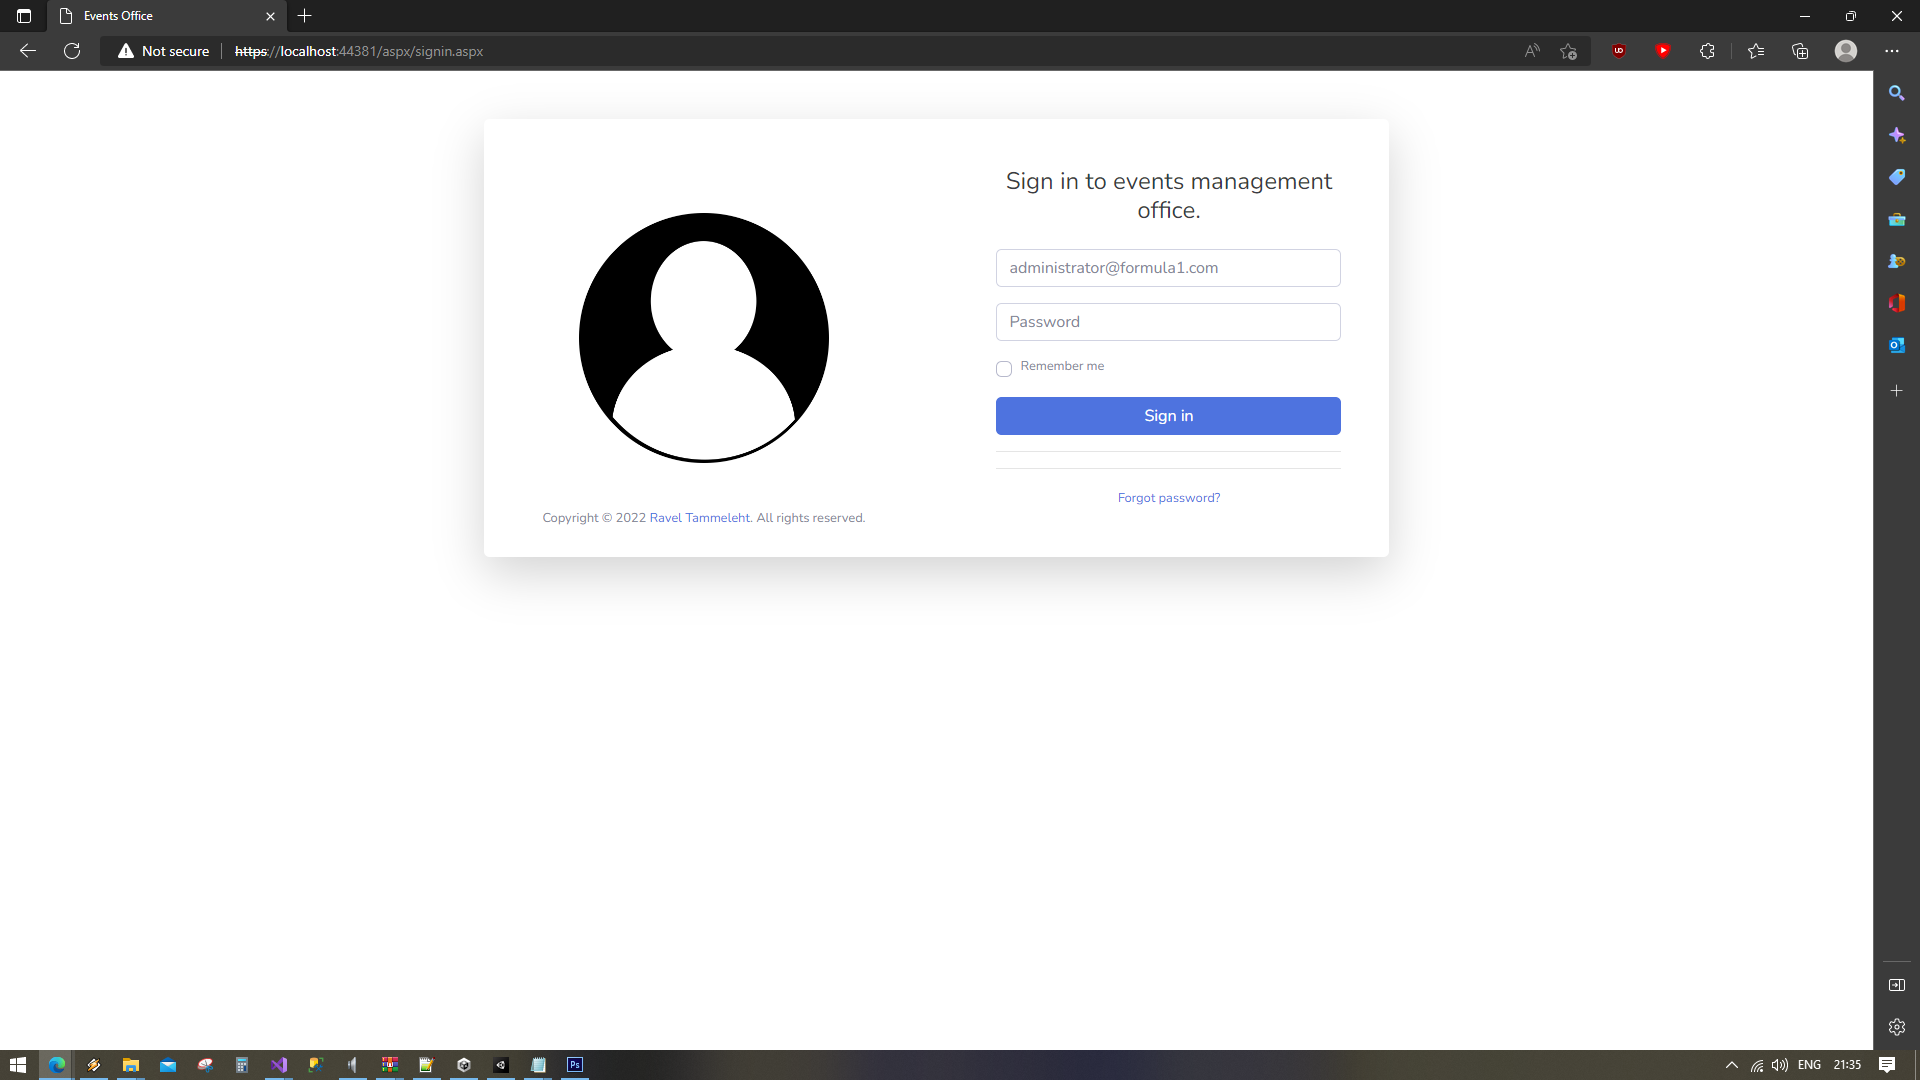 Events Office
Not secure
https://localhost:44381/aspx/signin.aspx
Sign in to events management
office.
administrator@formula1.com
Password
Remember me
Sign in
Forgot password?
Copyright © 2022 Ravel Tammeleht. All rights reserved.
Ps
ENG
21:35